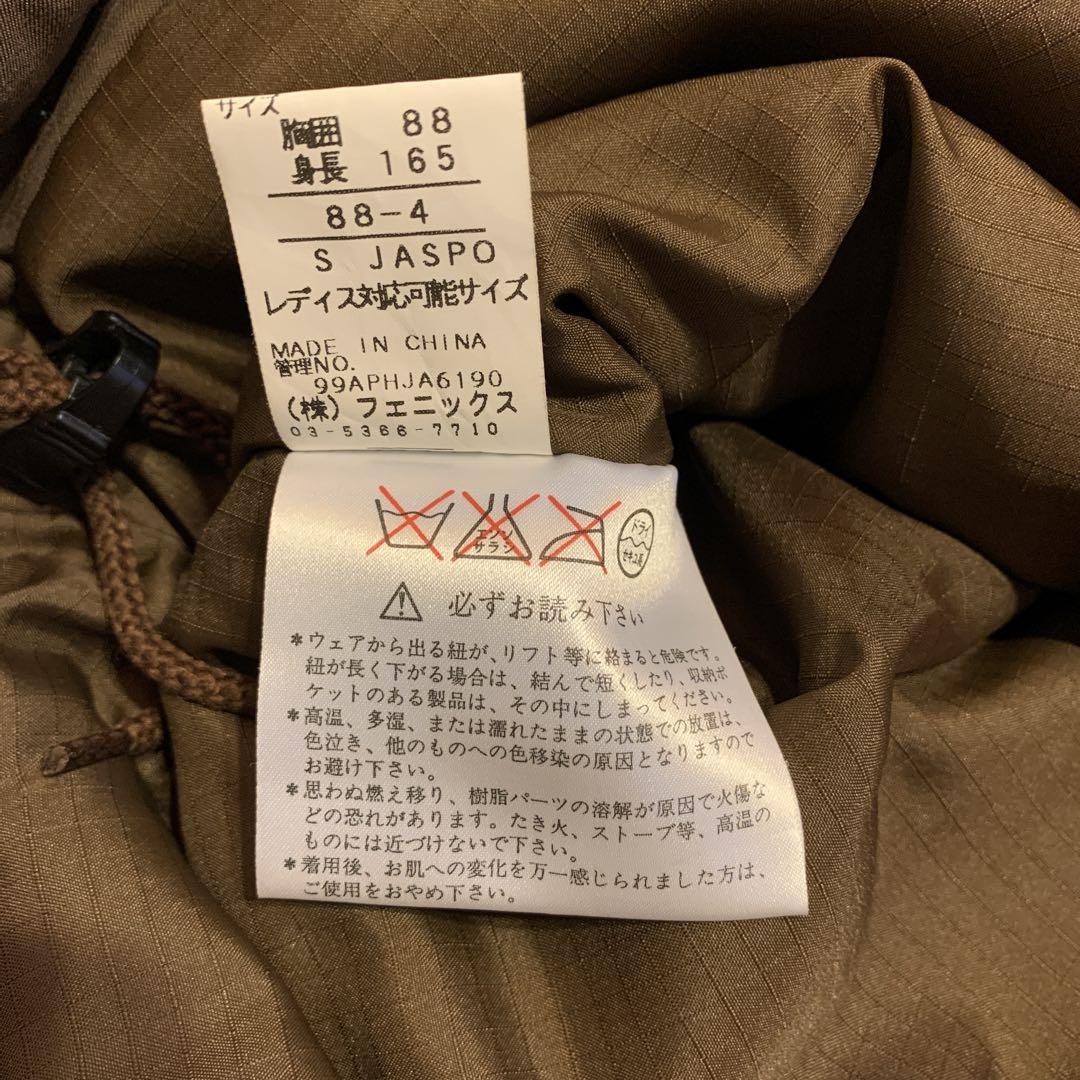 サイズ
胸囲 88
身長 165
88-4
S JASPO
レディス対応可能サイズ
MADE IN CHINA
管理NO.
99APHJA6190
(株)フェニックス
03-5366-7710
エンソ
サラシ
ドライ
セキユ系
必ずお読み下さい
*ウェアから出る紐が、リフト等に絡まると危険です。
紐が長く下がる場合は、結んで短くしたり、収納ポ
ケットのある製品は、その中にしまってください。
*高温、多湿、または濡れたままの状態での放置は、
色泣き、他のものへの色移染の原因となりますので
お避け下さい。
*思わぬ燃え移り、樹脂パーツの溶解が原因で火傷な
どの恐れがあります。たき火、ストーブ等、高温の
ものには近づけないで下さい。
*着用後、お肌への変化を万一感じられました方は、
ご使用をおやめ下さい。